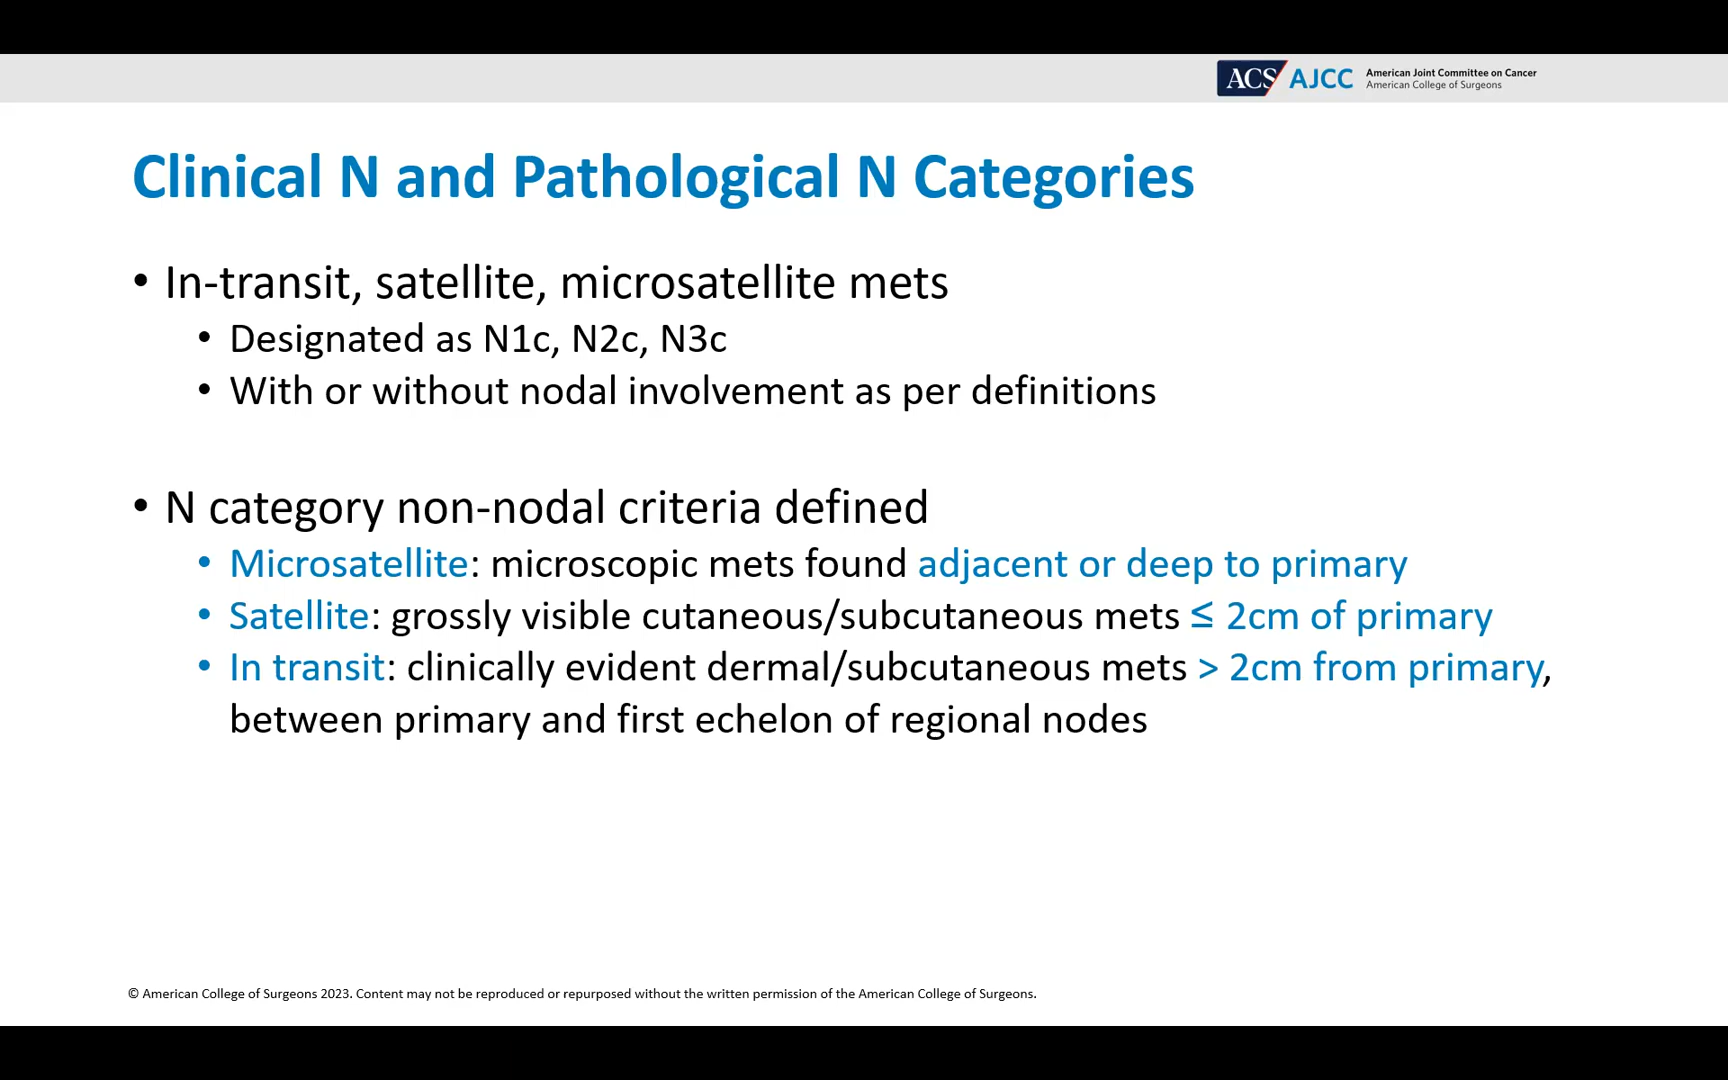 ACS AJCC American Joint Committee on Cancer
American College of Surgeons
Clinical N and Pathological N Categories
• In-transit, satellite, microsatellite mets
• Designated as N1c, N2c, N3c
• With or without nodal involvement as per definitions
• N category non-nodal criteria defined
• Microsatellite: microscopic mets found adjacent or deep to primary
• Satellite: grossly visible cutaneous/subcutaneous mets ≤ 2cm of primary
• In transit: clinically evident dermal/subcutaneous mets > 2cm from primary,
between primary and first echelon of regional nodes
© American College of Surgeons 2023. Content may not be reproduced or repurposed without the written permission of the American College of Surgeons.